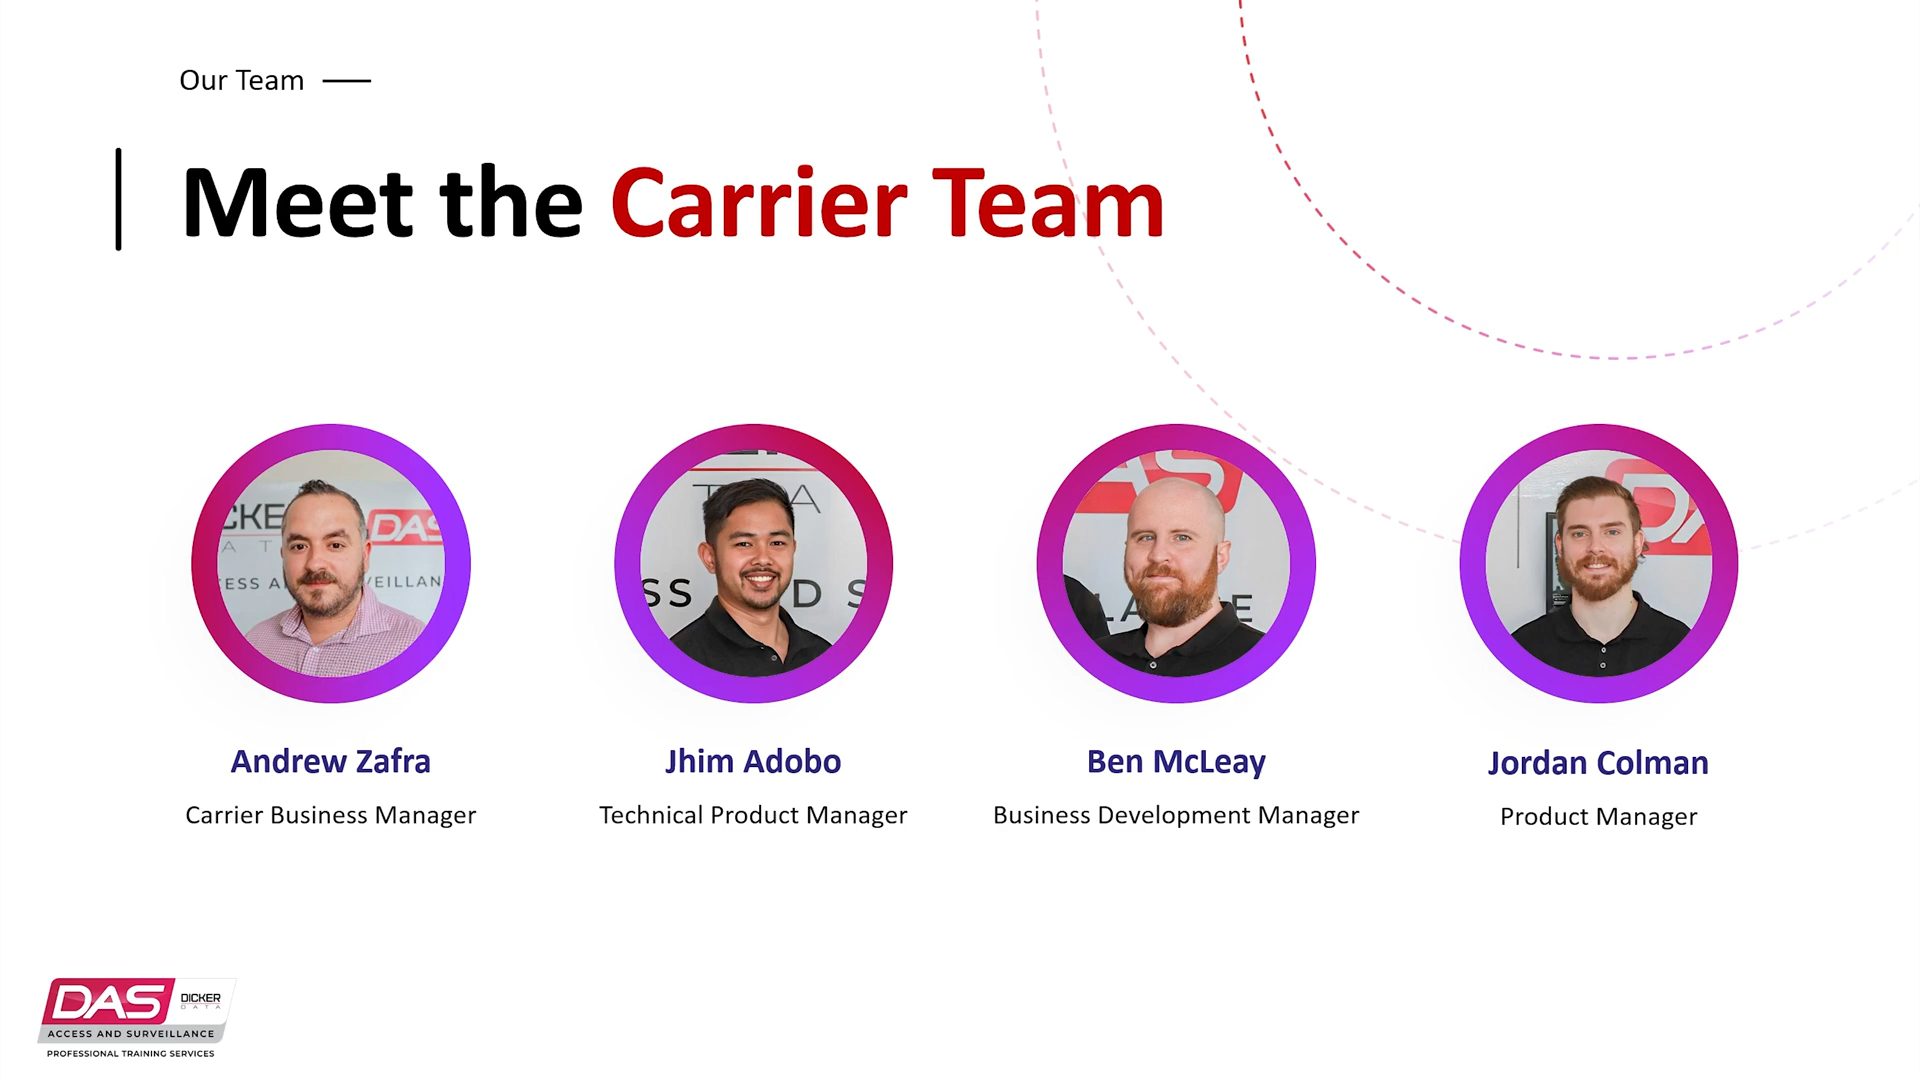 Our Team
Meet the Carrier Team
Andrew Zafra
Carrier Business Manager
Jhim Adobo
Technical Product Manager
Ben McLeay
Business Development Manager
Jordan Colman
Product Manager
DAS
DICKER
DATA
ACCESS AND SURVEILLANCE
PROFESSIONAL TRAINING SERVICES